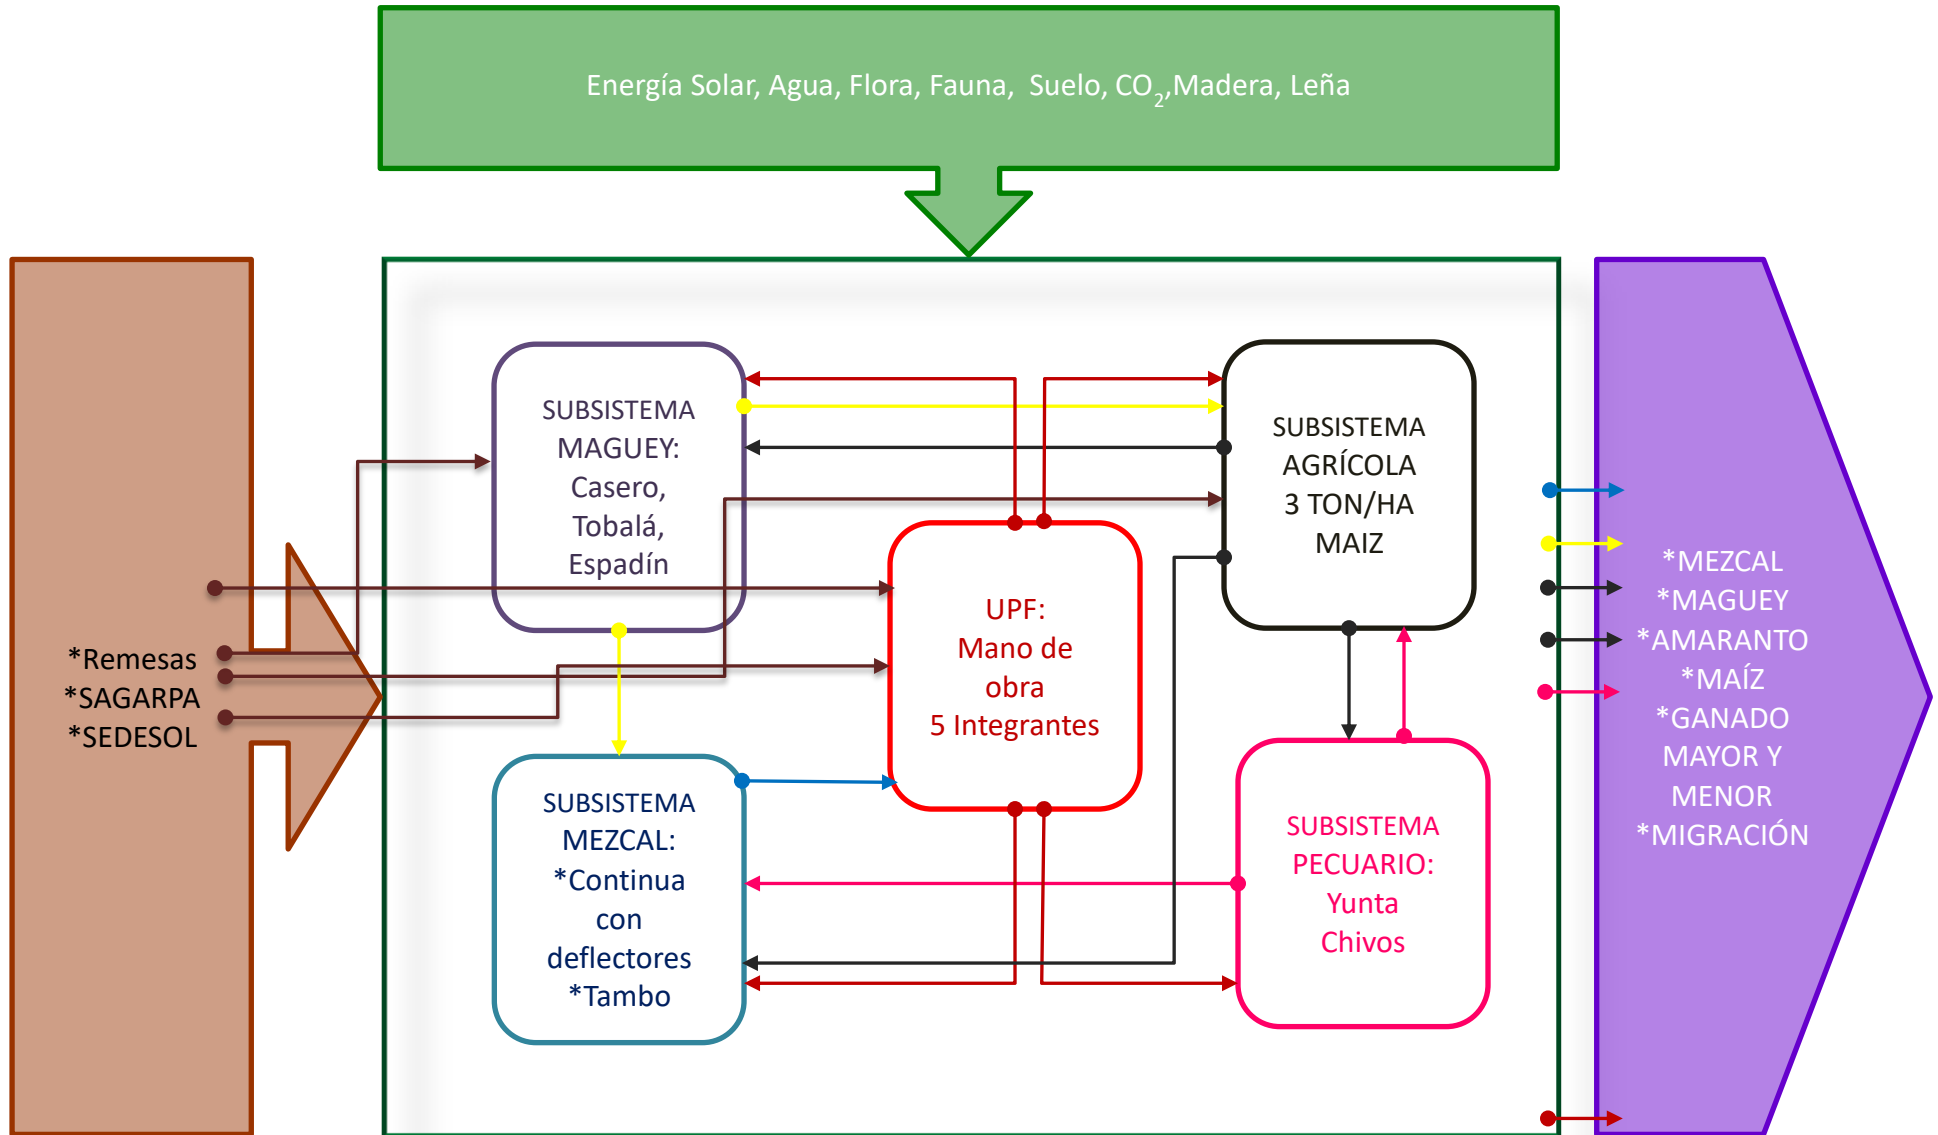 Energía Solar, Agua, Flora, Fauna, Suelo, CO₂,Madera, Leña
*Remesas
*SAGARPA
*SEDESOL
SUBSISTEMA
MAGUEY:
Casero,
Tobalá,
Espadín
SUBSISTEMA
AGRÍCOLA
3 TON/HA
MAIZ
UPF:
Mano de
obra
5 Integrantes
SUBSISTEMA
MEZCAL:
*Continua
con
deflectores
*Tambo
SUBSISTEMA
PECUARIO:
Yunta
Chivos
*MEZCAL
*MAGUEY
*AMARANTO
*MAÍZ
*GANADO
MAYOR Y
MENOR
*MIGRACIÓN